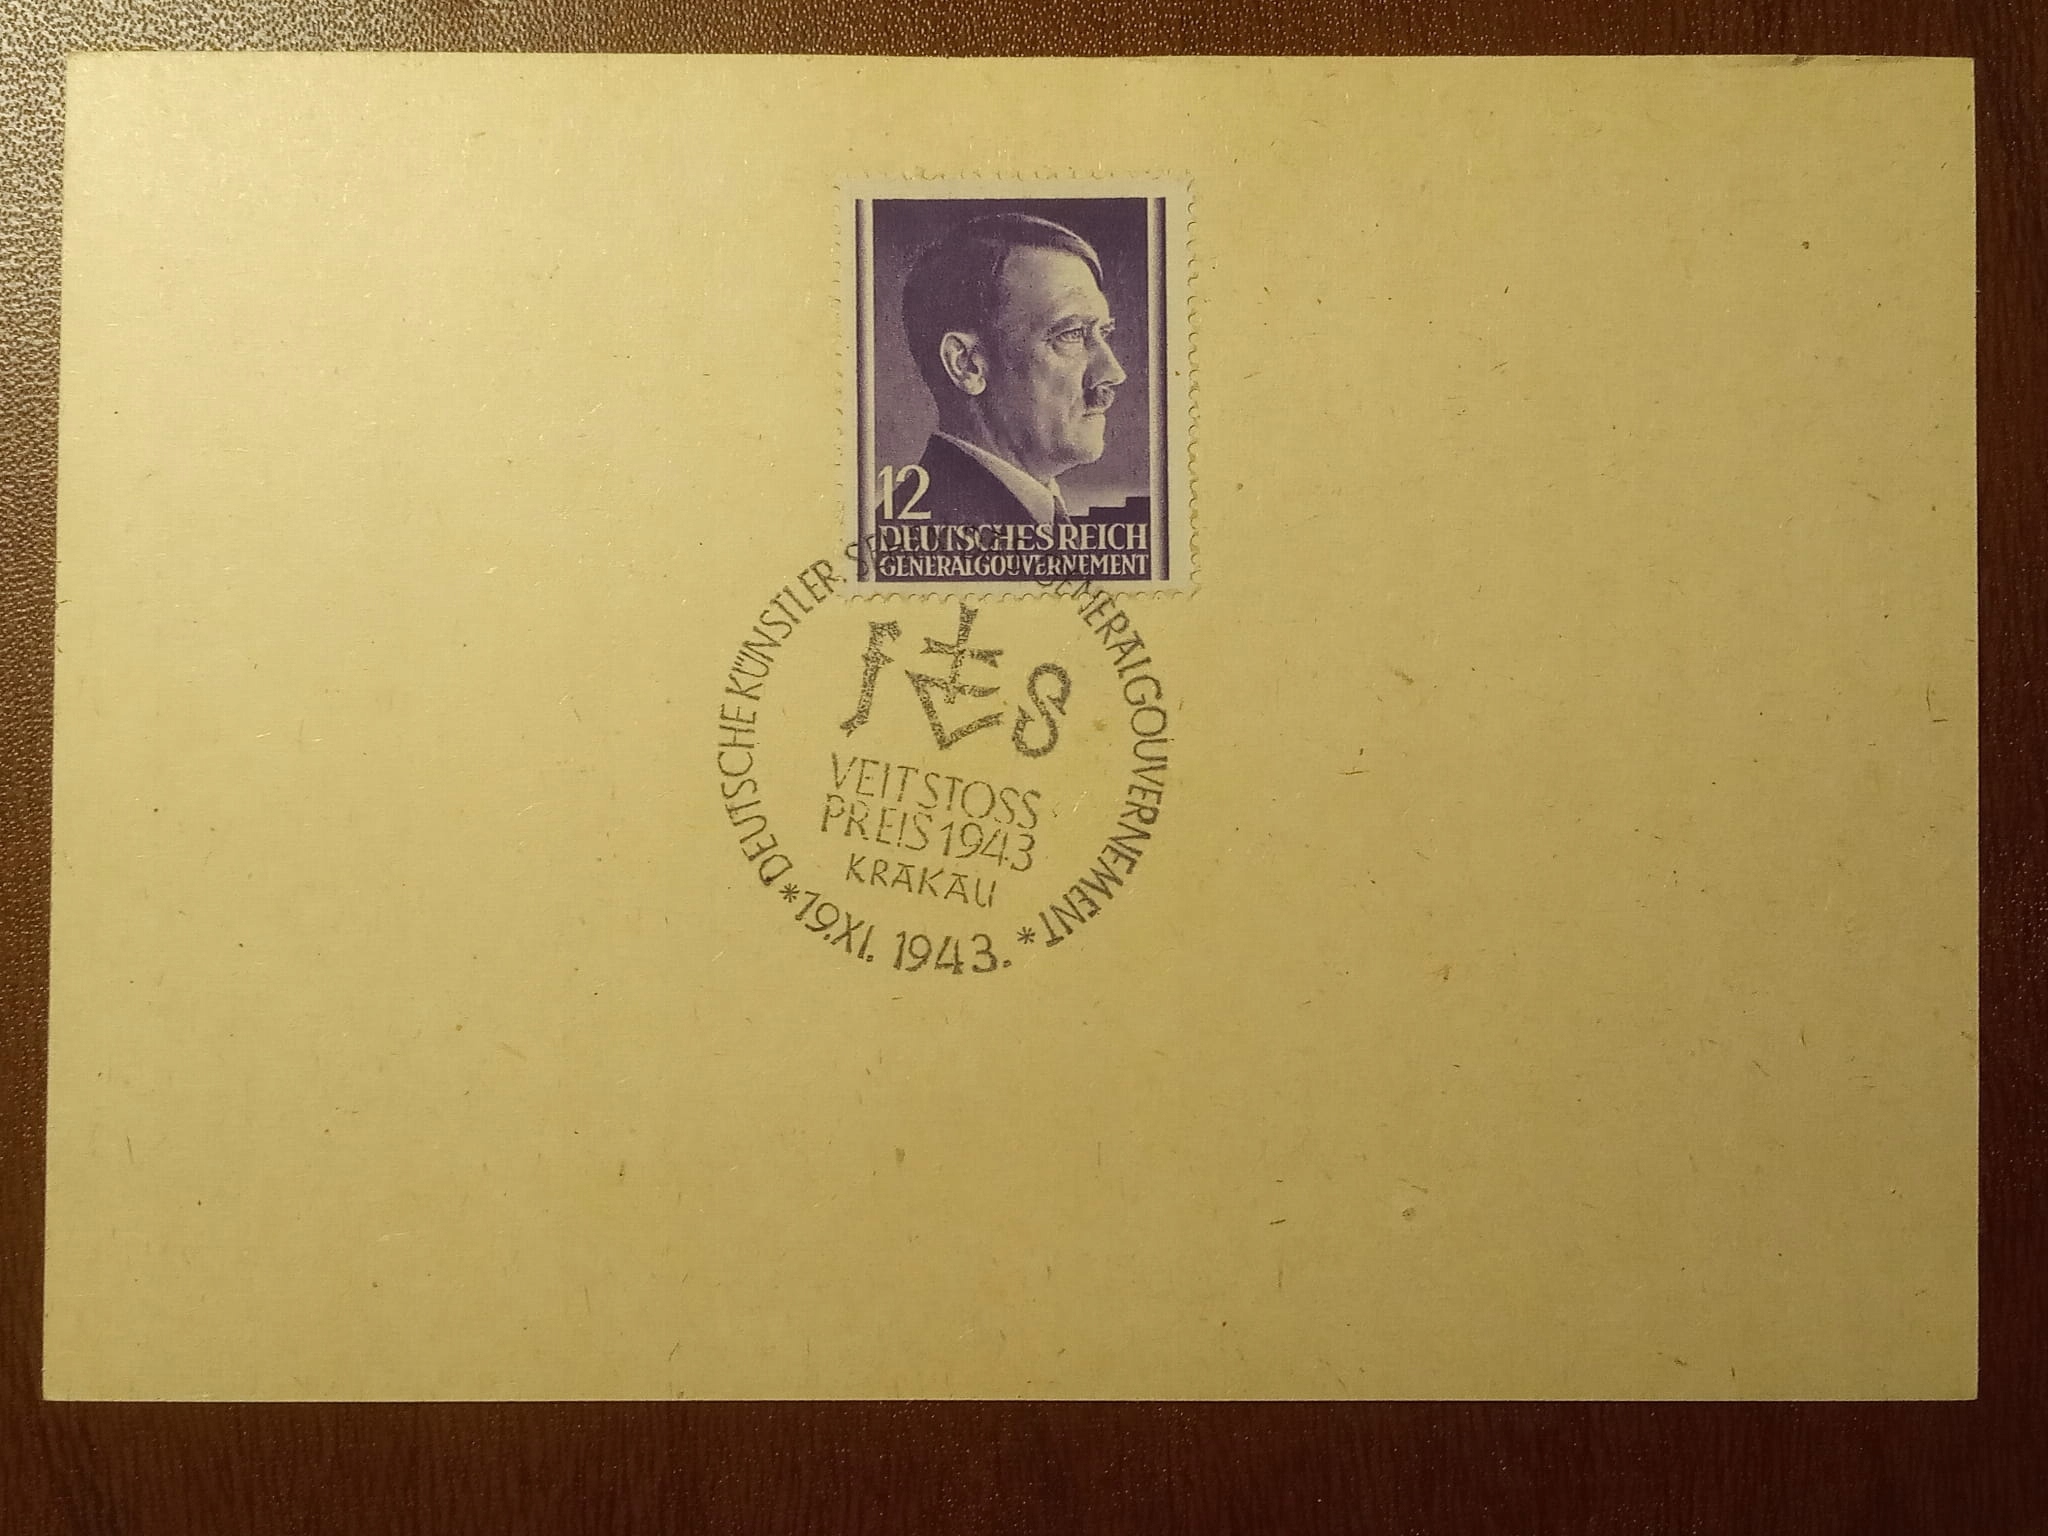 12
DEUTSCHES REICH
GENERALGOUVERNEMENT
DEUTSCHE KÜNSTLER GENERALGOUVERNEMENT
VEIT STOSS
PREIS 1943
KRAKAU
* 19.XI. 1943. *